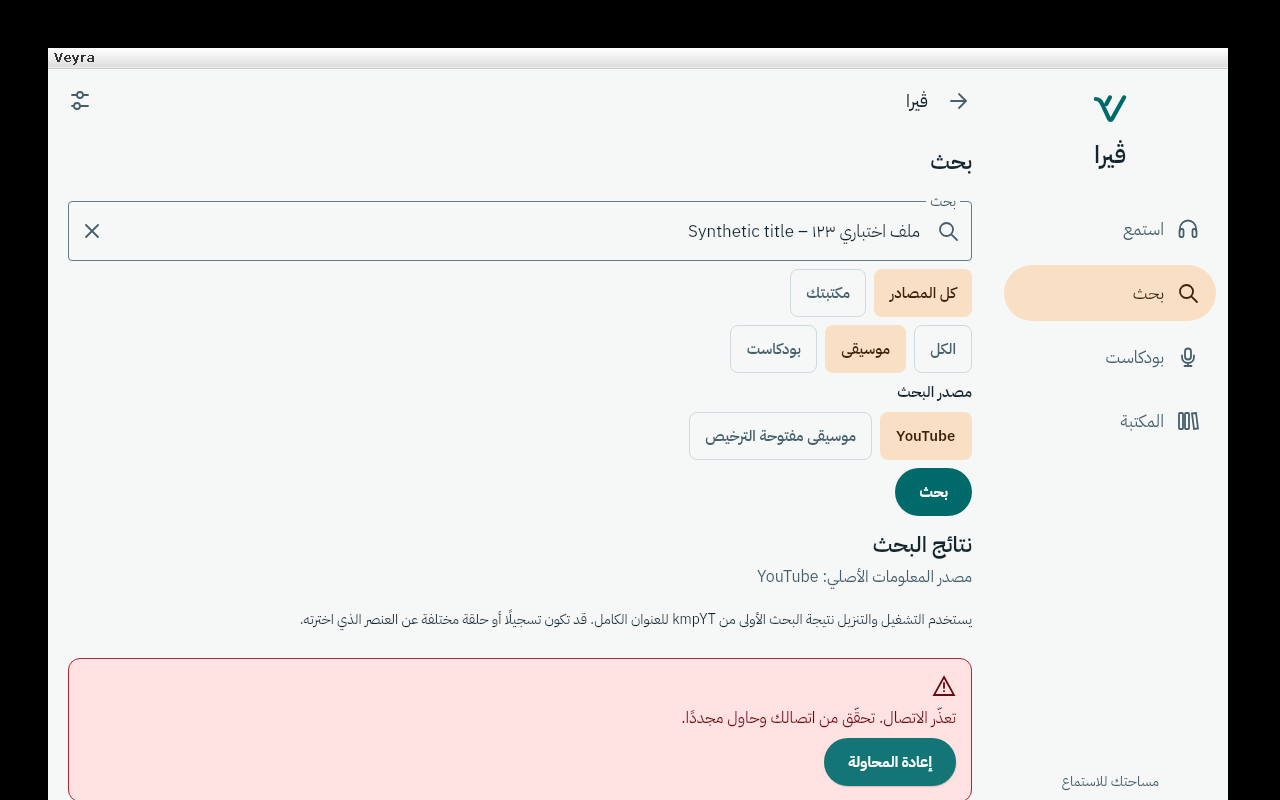 Veyra
ڤيرا
ڤيرا
استمع
بحث
بودكاست
المكتبة
مساحتك للاستماع
بحث
بحث
ملف اختباري ١٢٣ – Synthetic title
كل المصادر
مكتبتك
الكل
موسيقى
بودكاست
مصدر البحث
YouTube
موسيقى مفتوحة الترخيص
بحث
نتائج البحث
مصدر المعلومات الأصلي: YouTube
يستخدم التشغيل والتنزيل نتيجة البحث الأولى من kmpYT للعنوان الكامل. قد تكون تسجيلًا أو حلقة مختلفة عن العنصر الذي اخترته.
تعذّر الاتصال. تحقّق من اتصالك وحاول مجددًا.
إعادة المحاولة